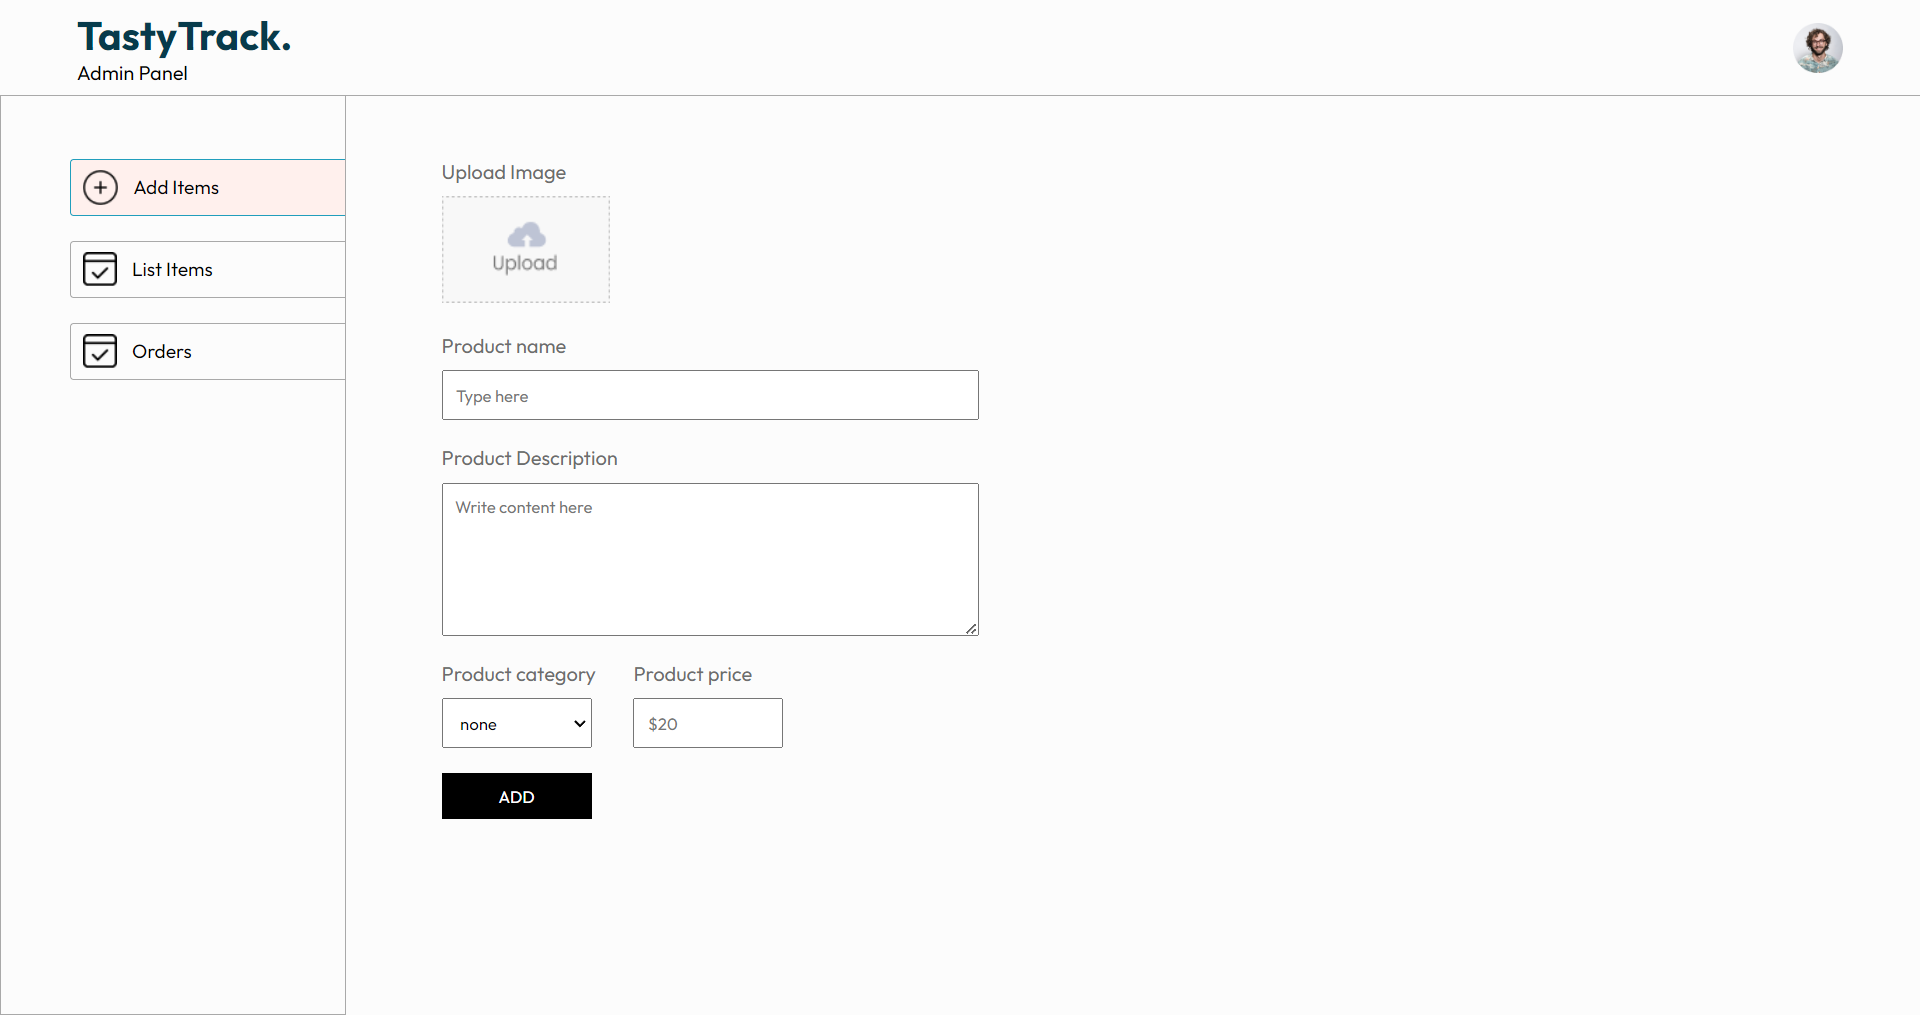 TastyTrack.
Admin Panel
Add Items
List Items
Orders
Upload Image
Upload
Product name
Type here
Product Description
Write content here
Product category
Product price
none
$20
ADD